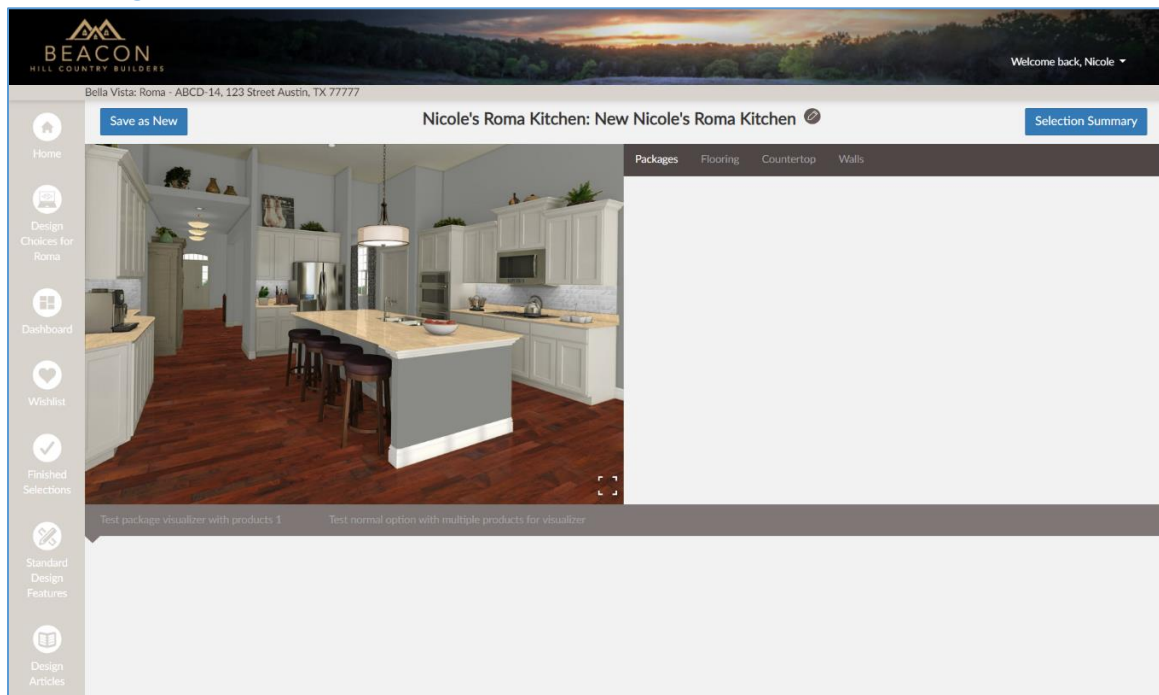 BEACON
HILL COUNTRY BUILDERS
Welcome back, Nicole
Bella Vista: Roma - ABCD-14, 123 Street Austin, TX 77777
Save as New
Nicole's Roma Kitchen: New Nicole's Roma Kitchen
Selection Summary
Home
Design
Choices for
Roma
Dashboard
Wishlist
Finished
Selections
Standard
Design
Features
Design
Articles
Packages Flooring Countertop Walls
Test package visualizer with products 1 Test normal option with multiple products for visualizer